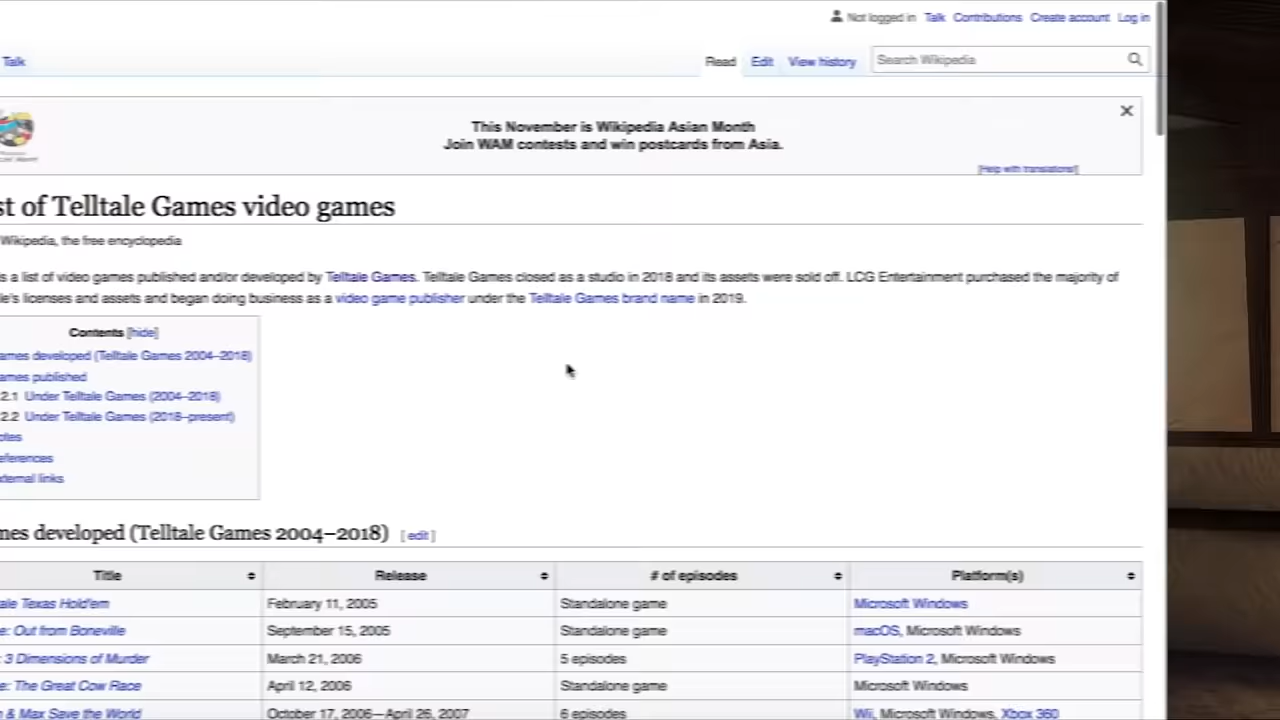 Not logged in Talk Contributions Create account Log in
Talk Read Edit View history Search Wikipedia
This November is Wikipedia Asian Month
Join WAM contests and win postcards from Asia.
[Help with translations!]
st of Telltale Games video games
Wikipedia, the free encyclopedia
s a list of video games published and/or developed by Telltale Games. Telltale Games closed as a studio in 2018 and its assets were sold off. LCG Entertainment purchased the majority of
le's licenses and assets and began doing business as a video game publisher under the Telltale Games brand name in 2019.
Contents [hide]
ames developed (Telltale Games 2004–2018)
ames published
2.1 Under Telltale Games (2004–2018)
2.2 Under Telltale Games (2018–present)
otes
eferences
xternal links
mes developed (Telltale Games 2004–2018) [ edit ]
Title Release # of episodes Platform(s)
ale Texas Hold'em February 11, 2005 Standalone game Microsoft Windows
e: Out from Boneville September 15, 2005 Standalone game macOS, Microsoft Windows
: 3 Dimensions of Murder March 21, 2006 5 episodes PlayStation 2, Microsoft Windows
e: The Great Cow Race April 12, 2006 Standalone game Microsoft Windows
& Max Save the World October 17, 2006—April 26, 2007 6 episodes Wii, Microsoft Windows, Xbox 360